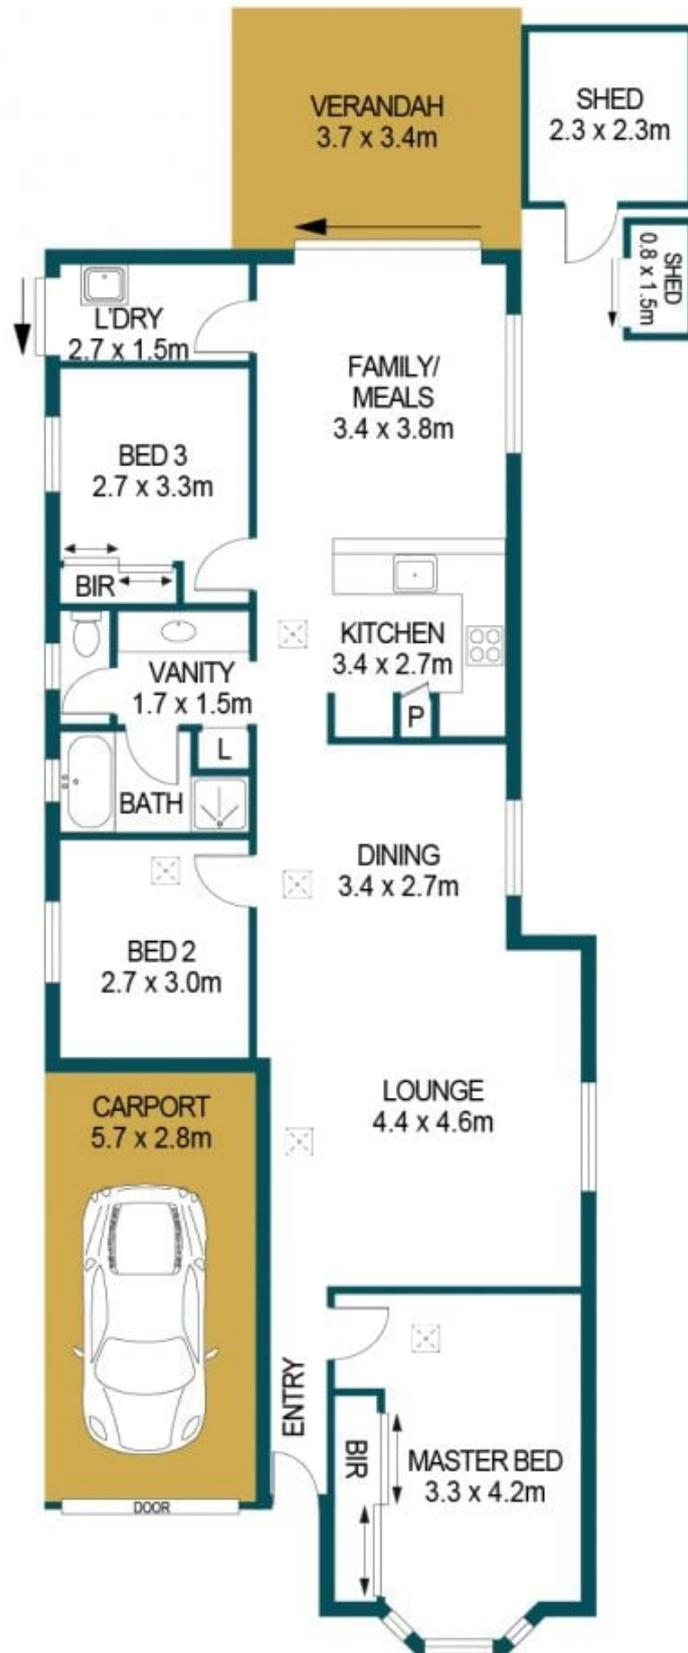 VERANDAH
3.7 x 3.4m
SHED
2.3 x 2.3m
SHED
0.8 x 1.5m
L'DRY
2.7 x 1.5m
FAMILY/
MEALS
3.4 x 3.8m
BED 3
2.7 x 3.3m
BIR
KITCHEN
3.4 x 2.7m
P
VANITY
1.7 x 1.5m
L
BATH
DINING
3.4 x 2.7m
BED 2
2.7 x 3.0m
LOUNGE
4.4 x 4.6m
CARPORT
5.7 x 2.8m
ENTRY
BIR
MASTER BED
3.3 x 4.2m
DOOR